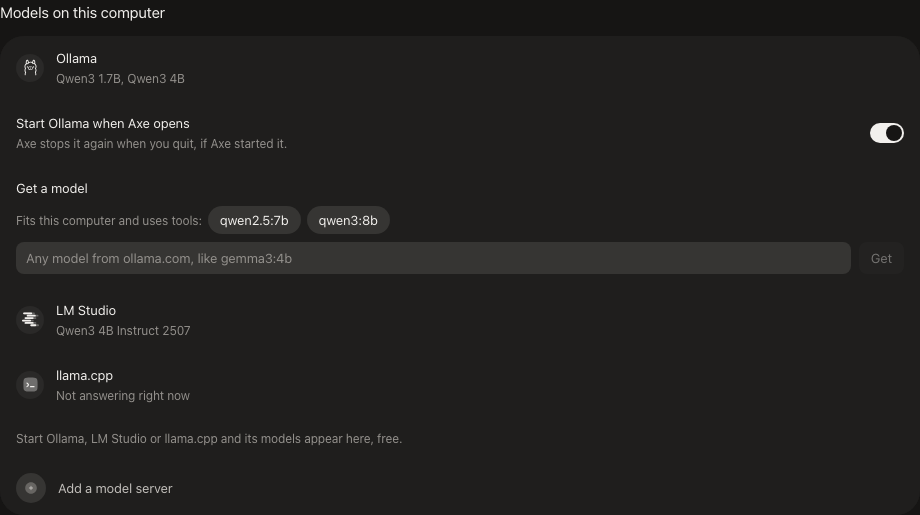 Models on this computer
Ollama
Qwen3 1.7B, Qwen3 4B
Start Ollama when Axe opens
Axe stops it again when you quit, if Axe started it.
Get a model
Fits this computer and uses tools: qwen2.5:7b qwen3:8b
Any model from ollama.com, like gemma3:4b Get
LM Studio
Qwen3 4B Instruct 2507
llama.cpp
Not answering right now
Start Ollama, LM Studio or llama.cpp and its models appear here, free.
Add a model server